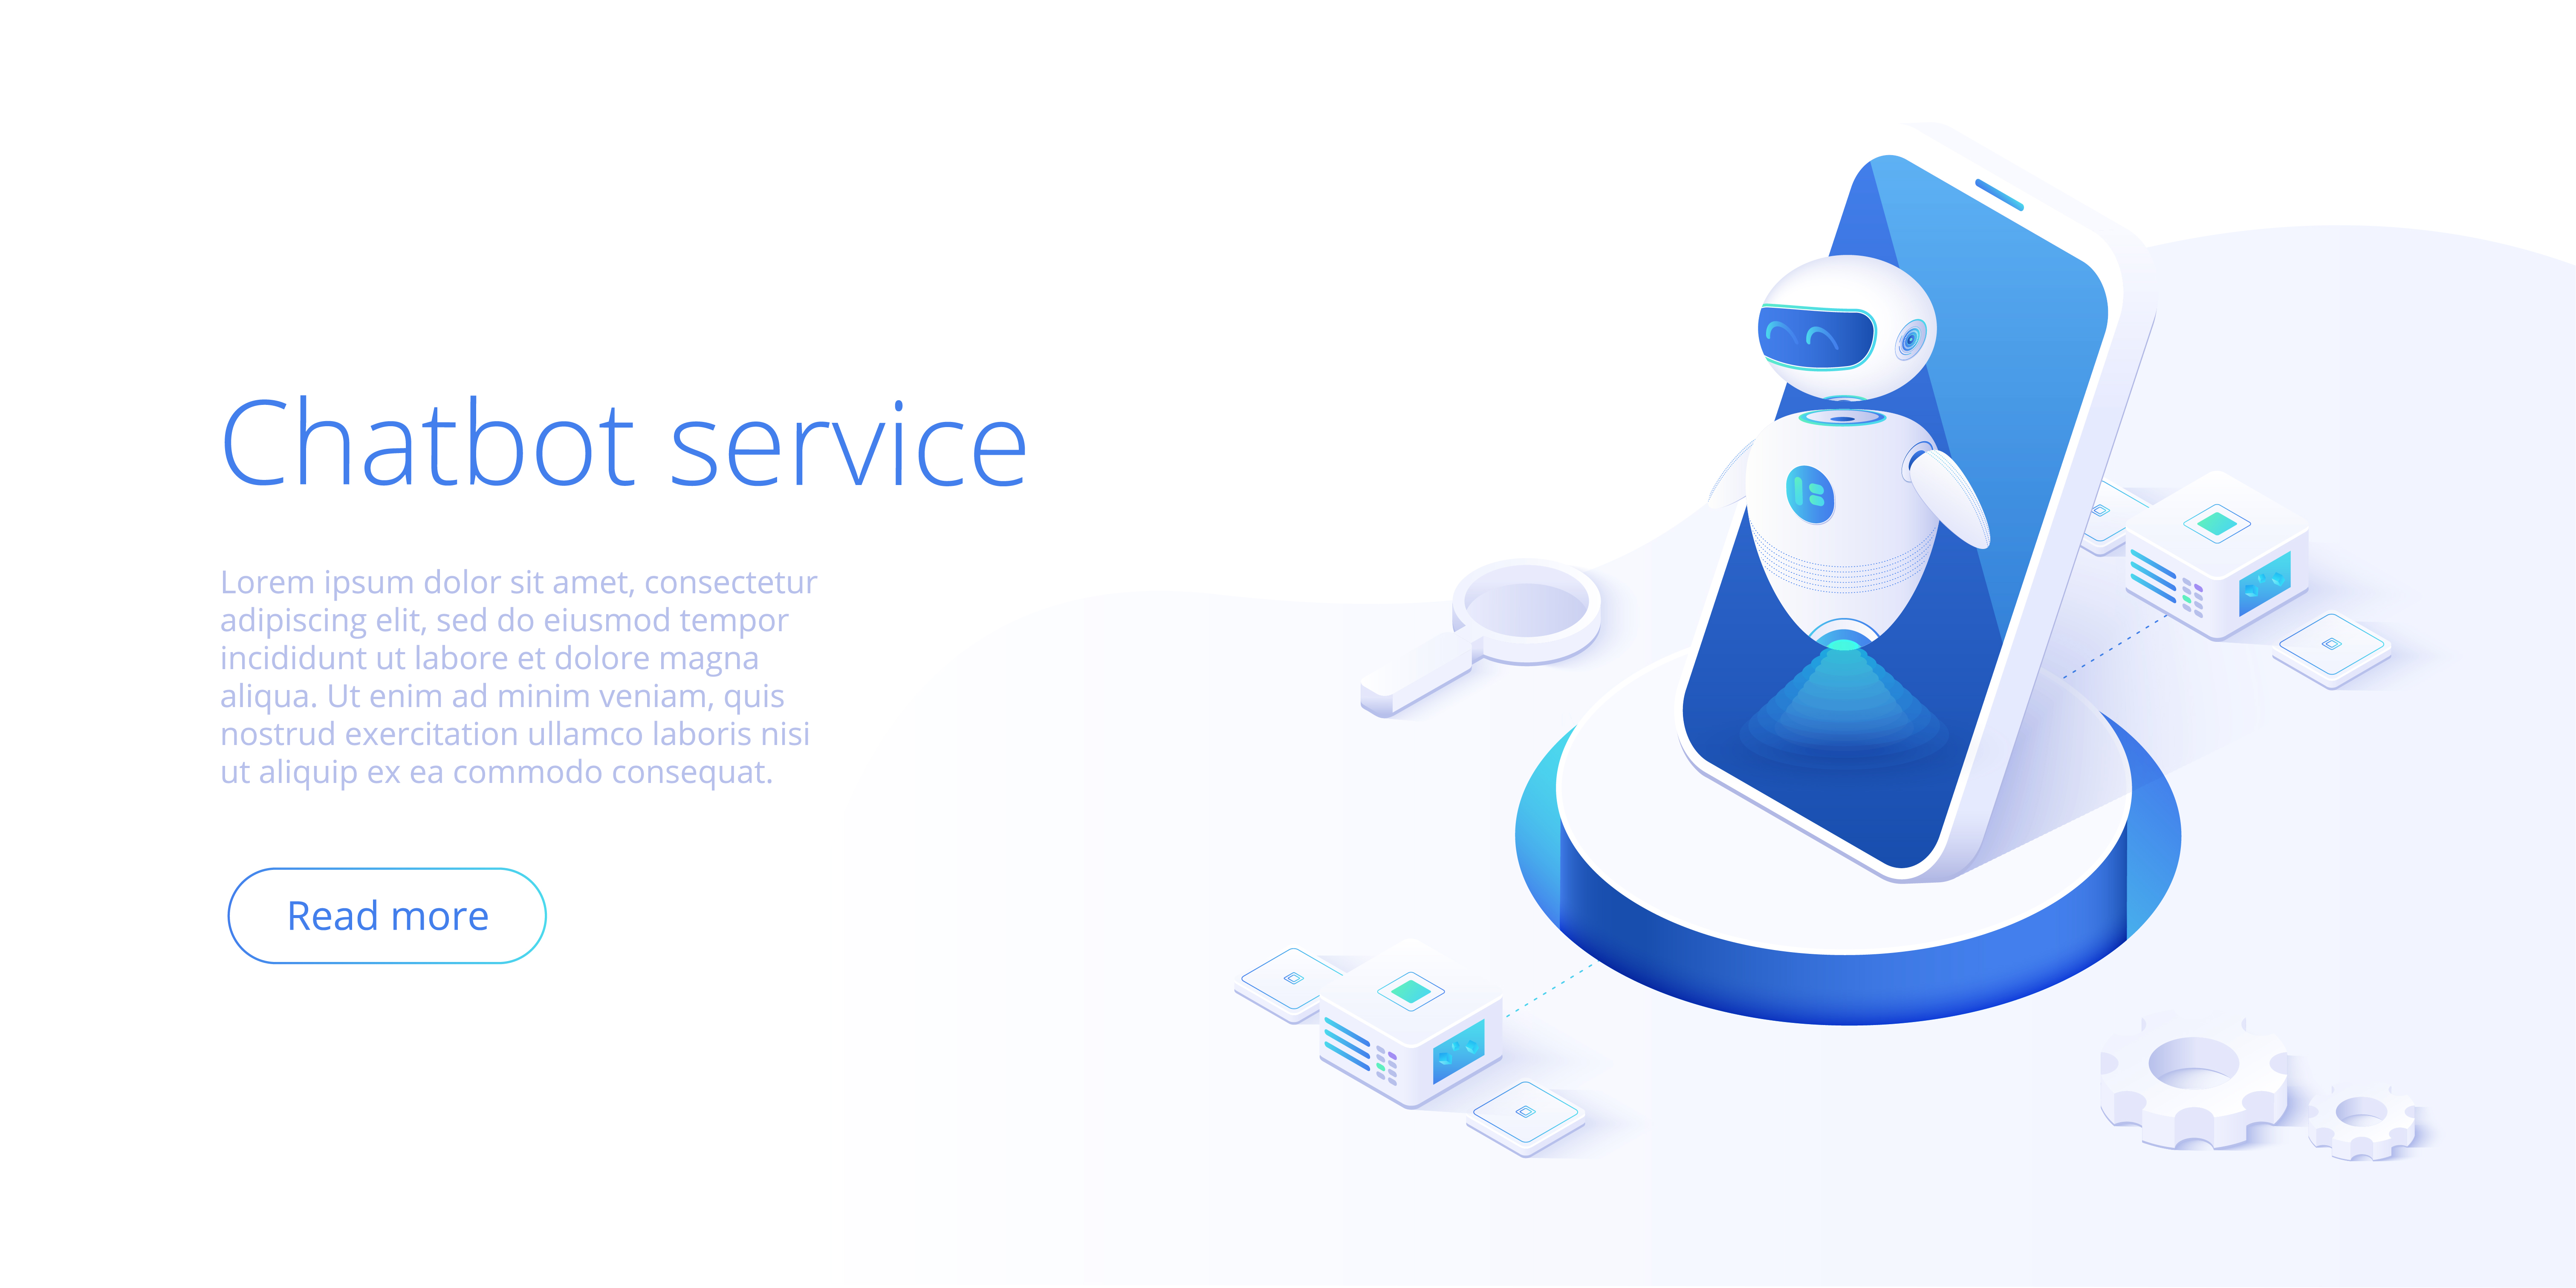 Chatbot service
Lorem ipsum dolor sit amet, consectetur
adipiscing elit, sed do eiusmod tempor
incididunt ut labore et dolore magna
aliqua. Ut enim ad minim veniam, quis
nostrud exercitation ullamco laboris nisi
ut aliquip ex ea commodo consequat.
Read more